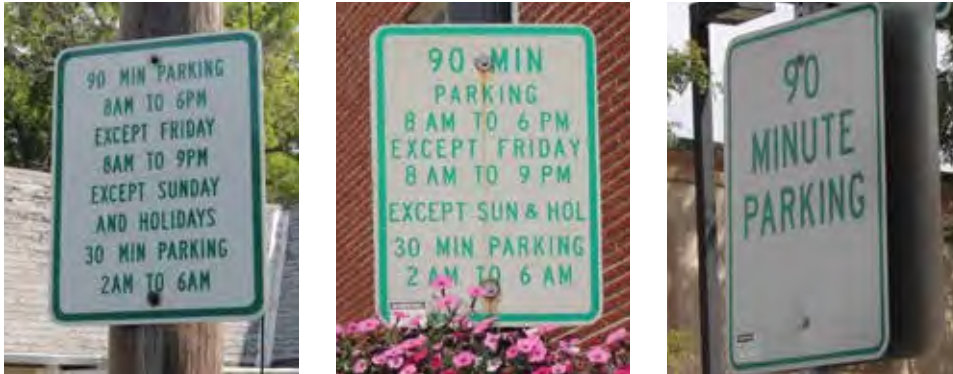 90 MIN PARKING
8AM TO 6PM
EXCEPT FRIDAY
8AM TO 9PM
EXCEPT SUNDAY
AND HOLIDAYS
30 MIN PARKING
2AM TO 6AM
90 MIN
PARKING
8 AM TO 6 PM
EXCEPT FRIDAY
8 AM TO 9 PM
EXCEPT SUN & HOL
30 MIN PARKING
2 AM TO 6 AM
90
MINUTE
PARKING